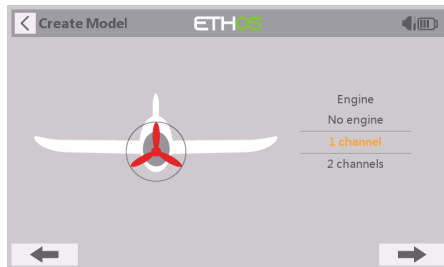 Create Model
ETHOS
Engine
No engine
1 channel
2 channels